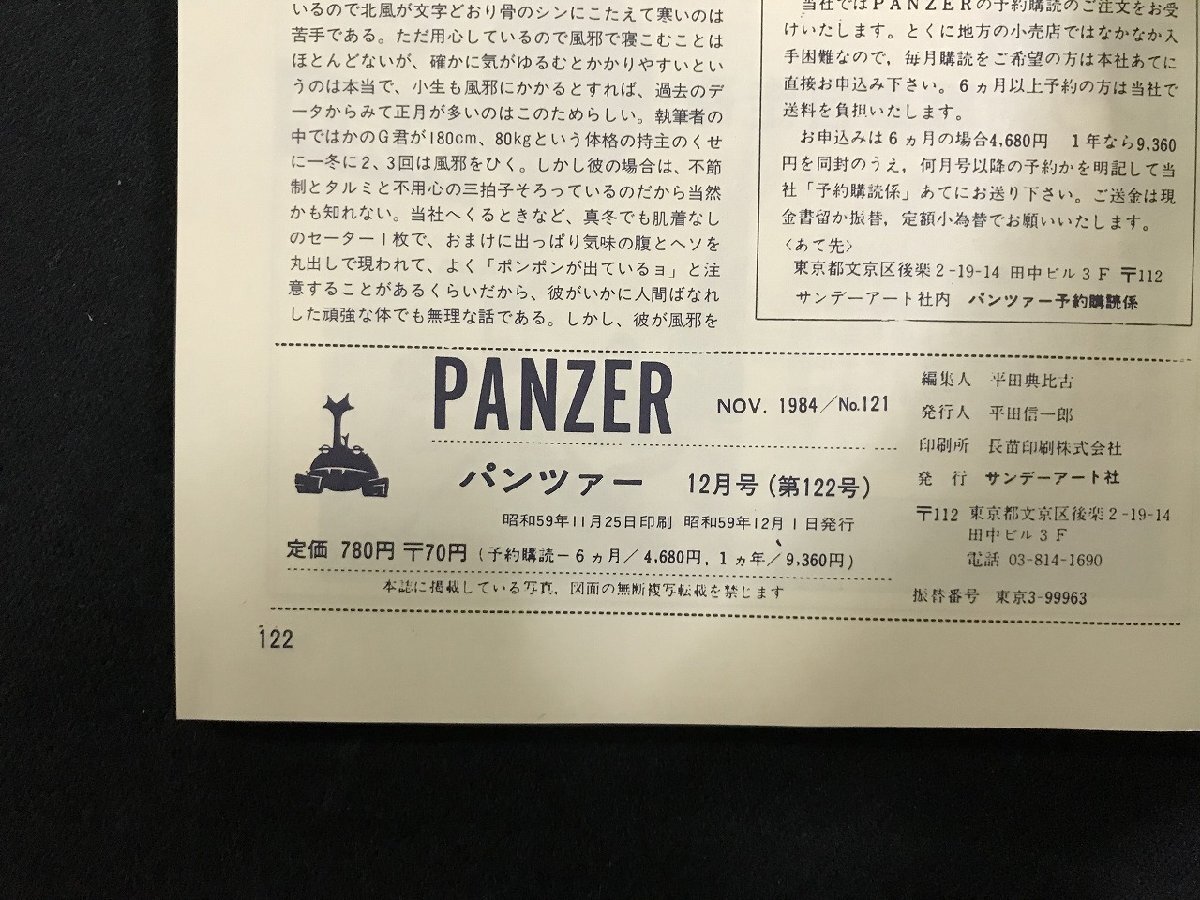 いるので北風が文字どおり骨のシンにこたえて寒いのは
苦手である。ただ用心しているので風邪で寝こむことは
ほとんどないが、確かに気がゆるむとかかりやすいとい
うのは本当で、小生も風邪にかかるとすれば、過去のデ
ータからみて正月が多いのはこのためらしい。執筆者の
中ではかのG君が180cm、80kgという体格の持主のくせ
に一冬に2、3回は風邪をひく。しかし彼の場合は、不節
制とタルミと不用心の三拍子そろっているのだから当然
かも知れない。当社へくるときなど、真冬でも肌着なし
のセーター1枚で、おまけに出っぱり気味の腹とヘソを
丸出しで現われて、よく「ポンポンが出ているョ」と注
意することがあるくらいだから、彼がいかに人間ばなれ
した頑強な体でも無理な話である。しかし、彼が風邪を
当社ではPANZERの予約購読のご注文をお受
けいたします。とくに地方の小売店ではなかなか入
手困難なので，毎月購読をご希望の方は本社あてに
直接お申込み下さい。6ヵ月以上予約の方は当社で
送料を負担いたします。
お申込みは6ヵ月の場合4,680円　1年なら9,360
円を同封のうえ，何月号以降の予約かを明記して当
社「予約購読係」あてにお送り下さい。ご送金は現
金書留か振替，定額小為替でお願いいたします。
〈あて先〉
東京都文京区後楽2-19-14 田中ビル3F 〒112
サンデーアート社内　パンツァー予約購読係
PANZER NOV. 1984/No.121
パンツァー 12月号(第122号)
昭和59年11月25日印刷 昭和59年12月1日発行
定価 780円 〒70円 (予約購読－6ヵ月/4,680円, 1ヵ年/9,360円)
本誌に掲載している写真、図面の無断複写転載を禁じます
編集人　平田典比古
発行人　平田信一郎
印刷所　長苗印刷株式会社
発　行　サンデーアート社
〒112 東京都文京区後楽2-19-14
田中ビル3F
電話 03-814-1690
振替番号　東京3-99963
122